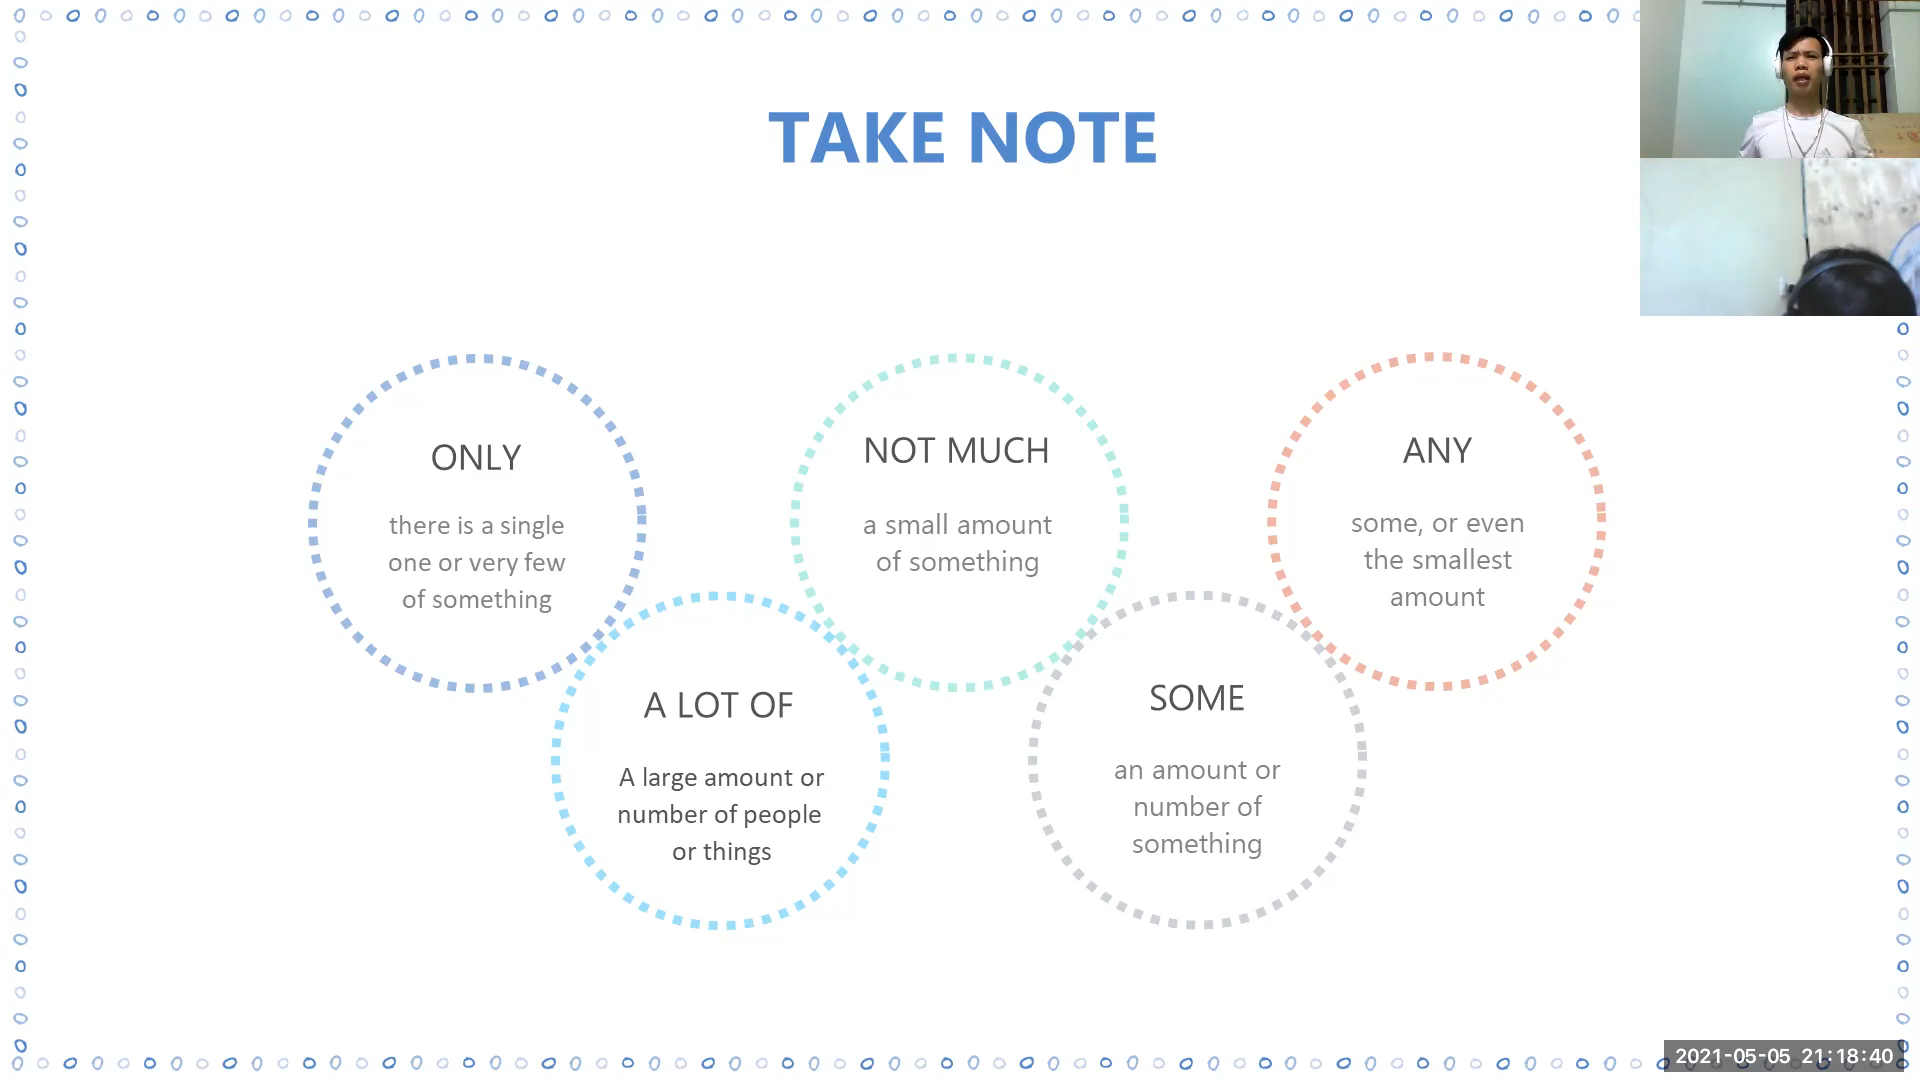 TAKE NOTE
ONLY
there is a single
one or very few
of something
NOT MUCH
a small amount
of something
ANY
some, or even
the smallest
amount
A LOT OF
A large amount or
number of people
or things
SOME
an amount or
number of
something
2021-05-05 21:18:40